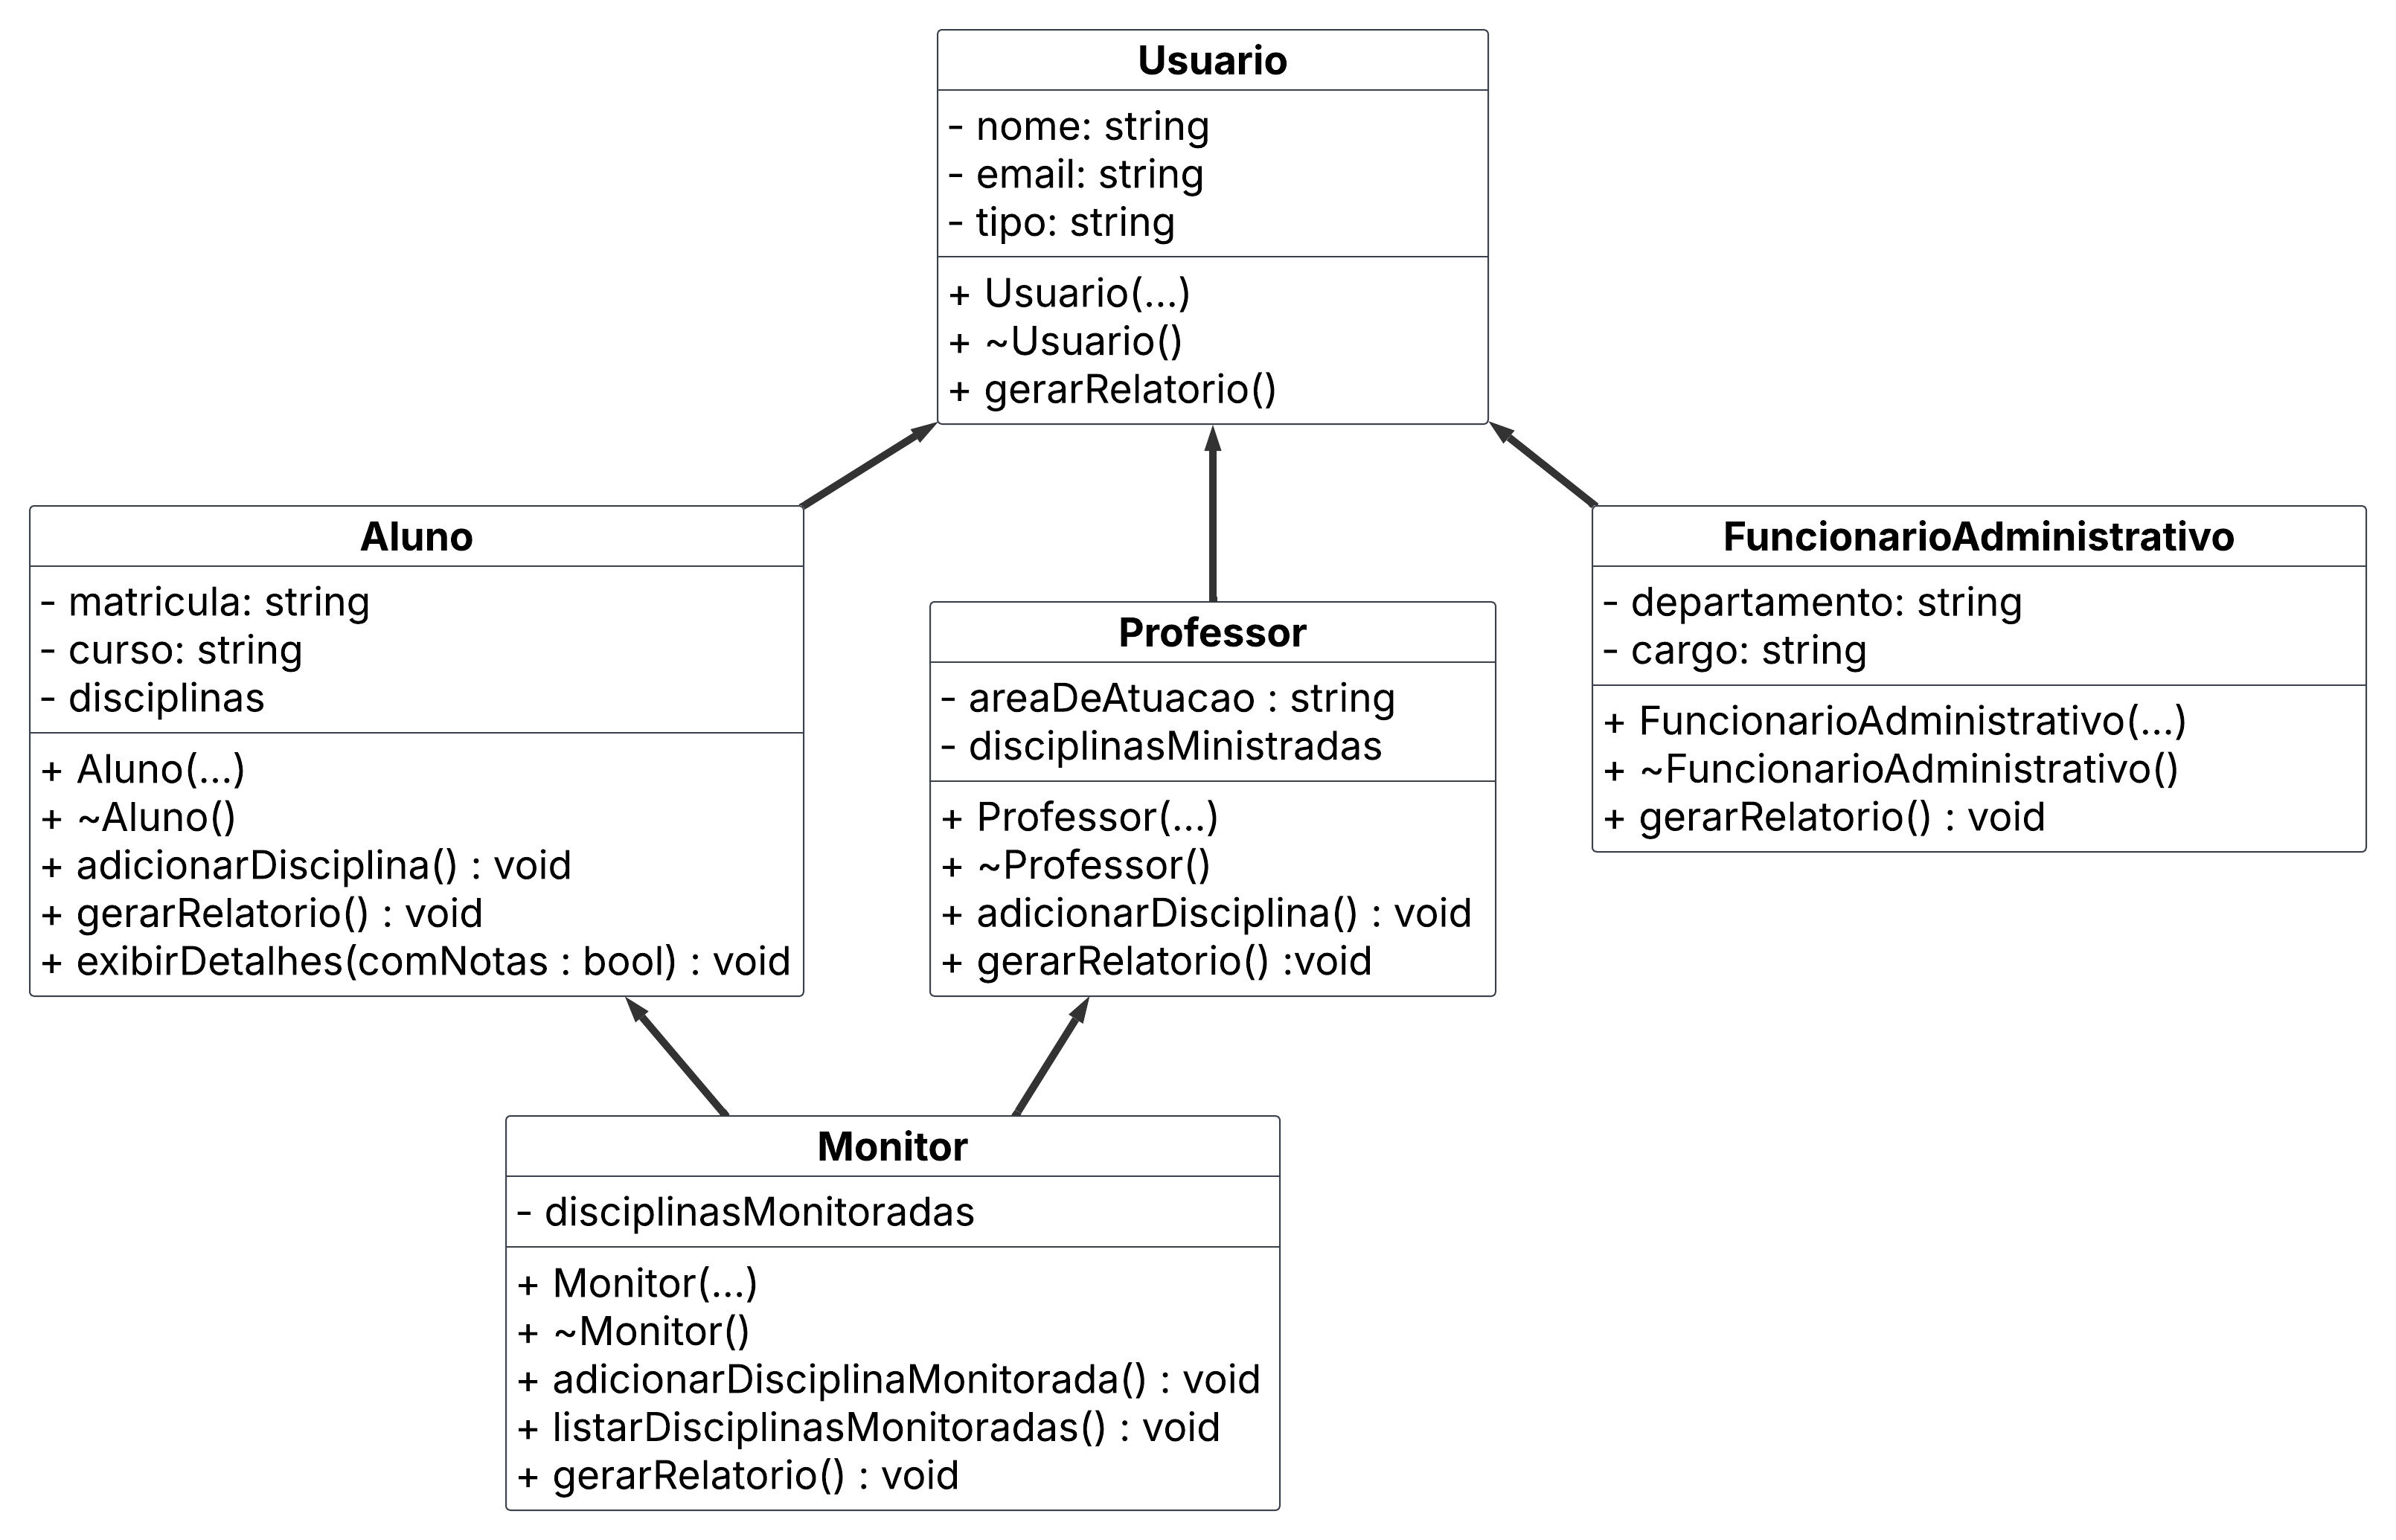 Usuario
- nome: string
- email: string
- tipo: string
+ Usuario(...)
+ ~Usuario()
+ gerarRelatorio()
Aluno
- matricula: string
- curso: string
- disciplinas
+ Aluno(...)
+ ~Aluno()
+ adicionarDisciplina() : void
+ gerarRelatorio() : void
+ exibirDetalhes(comNotas : bool) : void
Professor
- areaDeAtuacao : string
- disciplinasMinistradas
+ Professor(...)
+ ~Professor()
+ adicionarDisciplina() : void
+ gerarRelatorio() :void
FuncionarioAdministrativo
- departamento: string
- cargo: string
+ FuncionarioAdministrativo(...)
+ ~FuncionarioAdministrativo()
+ gerarRelatorio() : void
Monitor
- disciplinasMonitoradas
+ Monitor(...)
+ ~Monitor()
+ adicionarDisciplinaMonitorada() : void
+ listarDisciplinasMonitoradas() : void
+ gerarRelatorio() : void